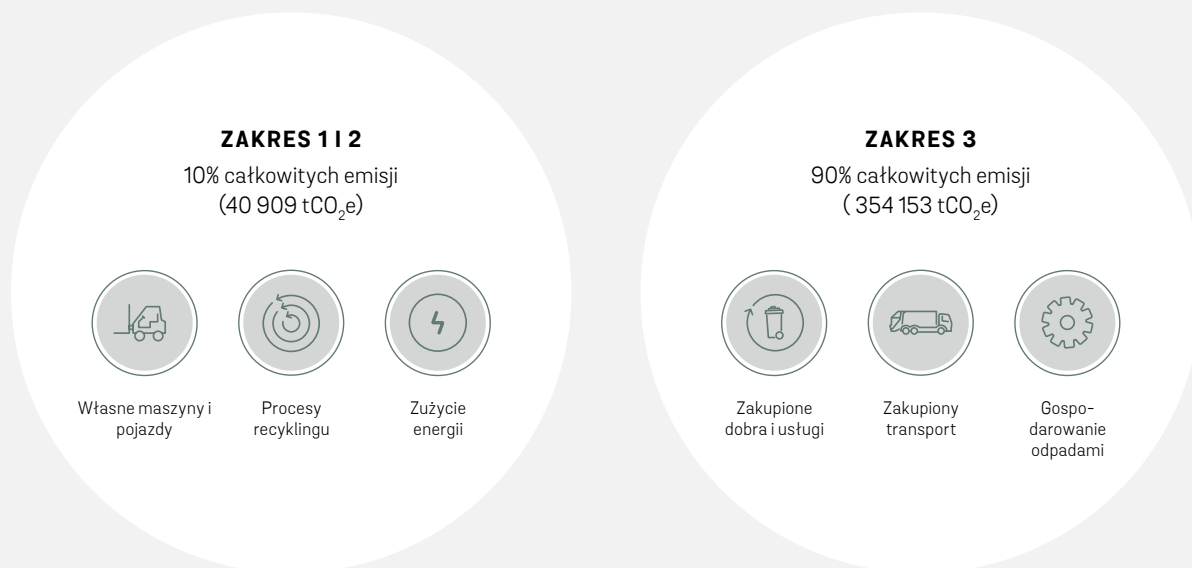 ZAKRES 1 I 2
10% całkowitych emisji
(40 909 tCO₂e)
Własne maszyny i
pojazdy
Procesy
recyklingu
Zużycie
energii
ZAKRES 3
90% całkowitych emisji
( 354 153 tCO₂e)
Zakupione
dobra i usługi
Zakupiony
transport
Gospo-
darowanie
odpadami